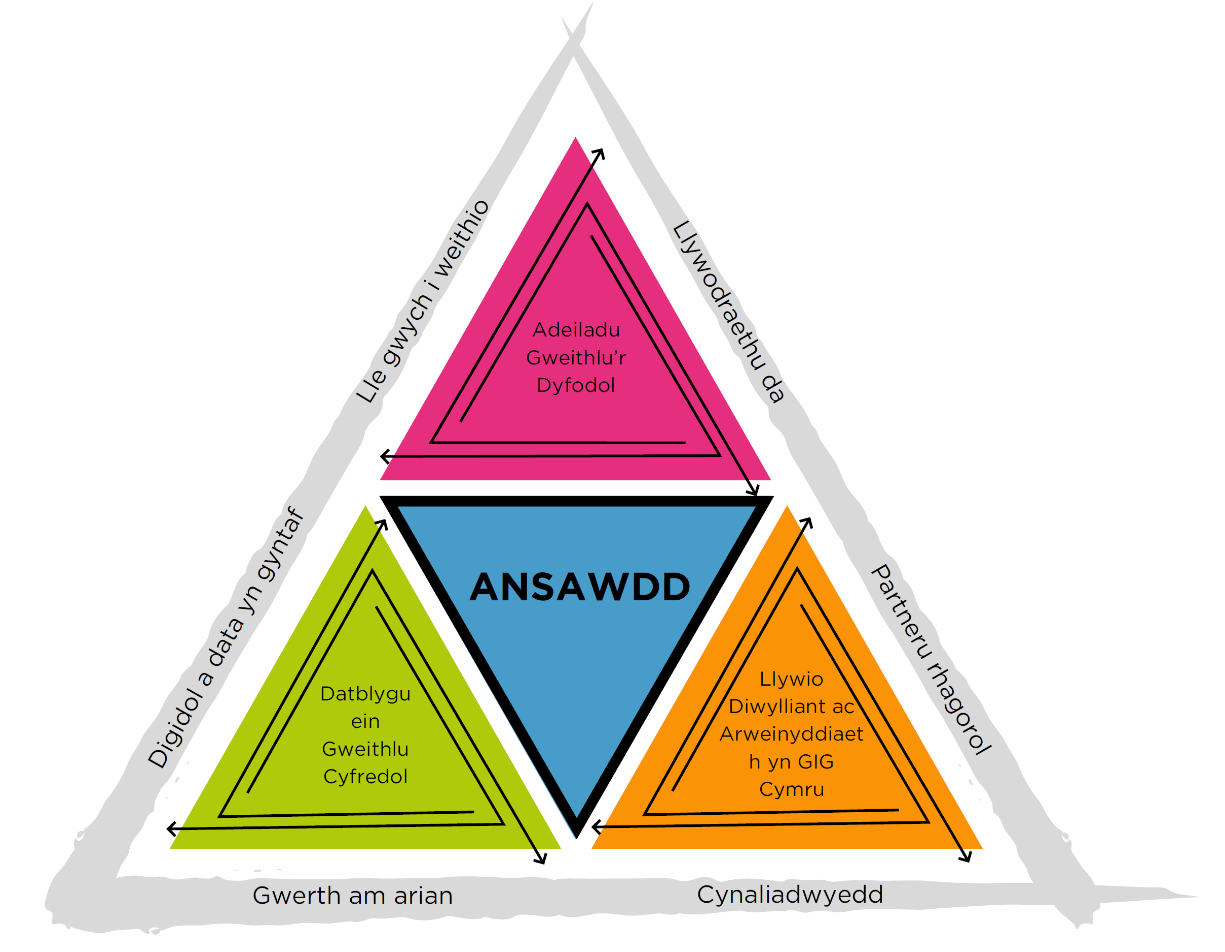 Lle gwych i weithio
Llywodraethu da
Adeiladu
Gweithlu'r
Dyfodol
Digidol a data yn gyntaf
ANSAWDD
Partneru rhagorol
Datblygu
ein
Gweithlu
Cyfredol
Llywio
Diwylliant ac
Arweinyddiaet
h yn GIG
Cymru
Gwerth am arian
Cynaliadwyedd